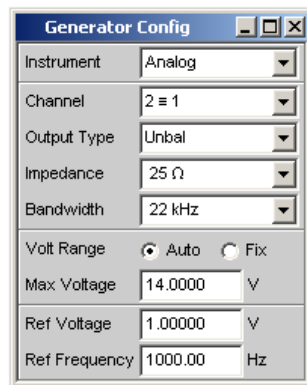 Generator Config
Instrument Analog
Channel 2 ≡ 1
Output Type Unbal
Impedance 25 Ω
Bandwidth 22 kHz
Volt Range Auto Fix
Max Voltage 14.0000 V
Ref Voltage 1.00000 V
Ref Frequency 1000.00 Hz